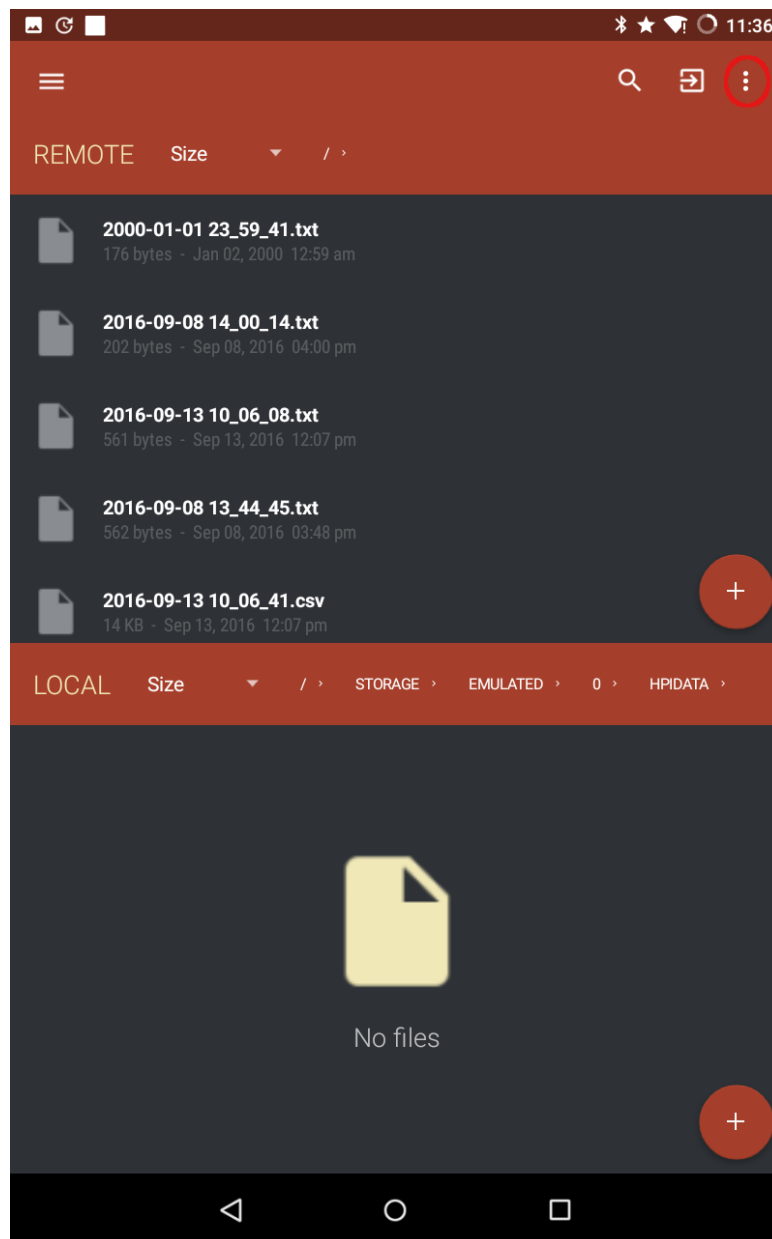 11:36
REMOTE Size / ›
2000-01-01 23_59_41.txt
176 bytes - Jan 02, 2000 12:59 am
2016-09-08 14_00_14.txt
202 bytes - Sep 08, 2016 04:00 pm
2016-09-13 10_06_08.txt
561 bytes - Sep 13, 2016 12:07 pm
2016-09-08 13_44_45.txt
562 bytes - Sep 08, 2016 03:48 pm
2016-09-13 10_06_41.csv
14 KB - Sep 13, 2016 12:07 pm
LOCAL Size / › STORAGE › EMULATED › 0 › HPIDATA ›
No files